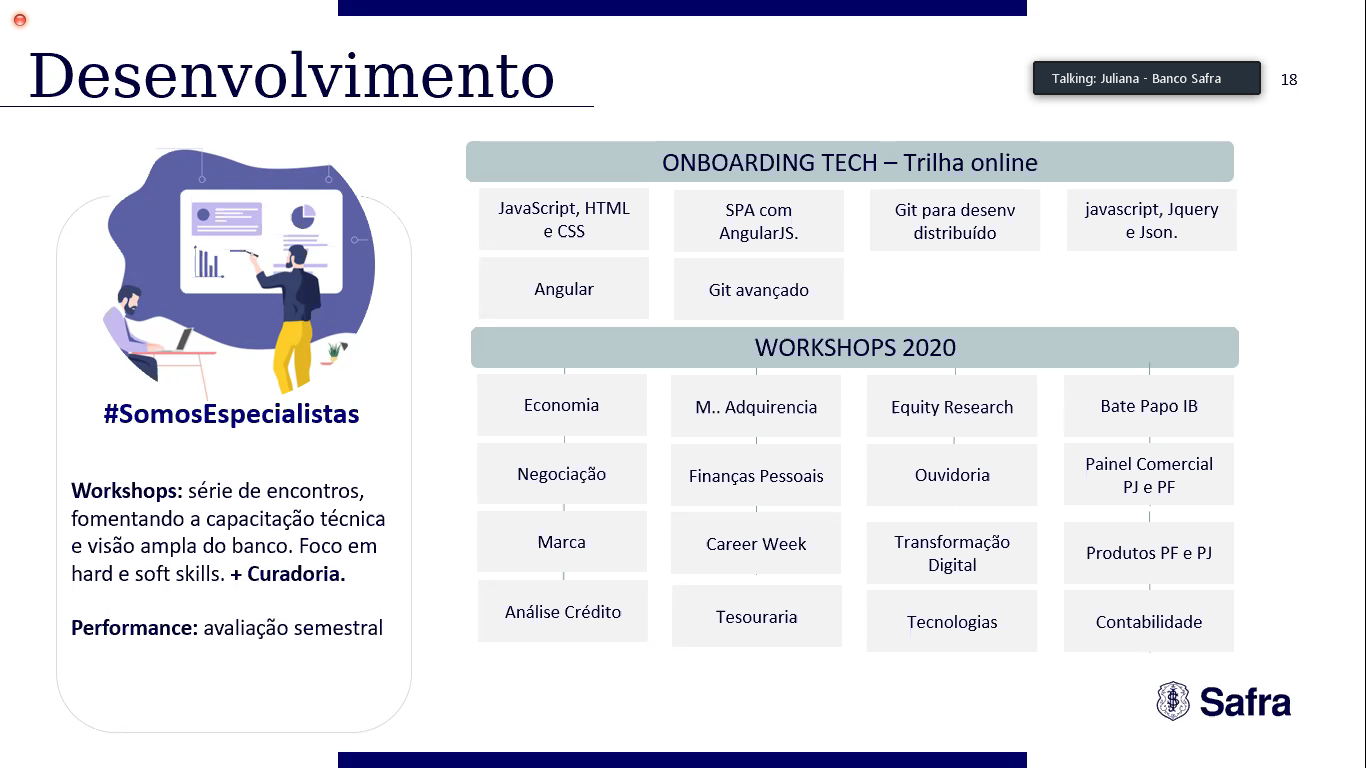 Desenvolvimento
Talking: Juliana - Banco Safra
18
ONBOARDING TECH – Trilha online
JavaScript, HTML
e CSS
SPA com
AngularJS.
Git para desenv
distribuído
javascript, Jquery
e Json.
Angular
Git avançado
WORKSHOPS 2020
Economia
M.. Adquirencia
Equity Research
Bate Papo IB
Negociação
Finanças Pessoais
Ouvidoria
Painel Comercial
PJ e PF
Marca
Career Week
Transformação
Digital
Produtos PF e PJ
Análise Crédito
Tesouraria
Tecnologias
Contabilidade
#SomosEspecialistas
Workshops: série de encontros,
fomentando a capacitação técnica
e visão ampla do banco. Foco em
hard e soft skills. + Curadoria.
Performance: avaliação semestral
Safra